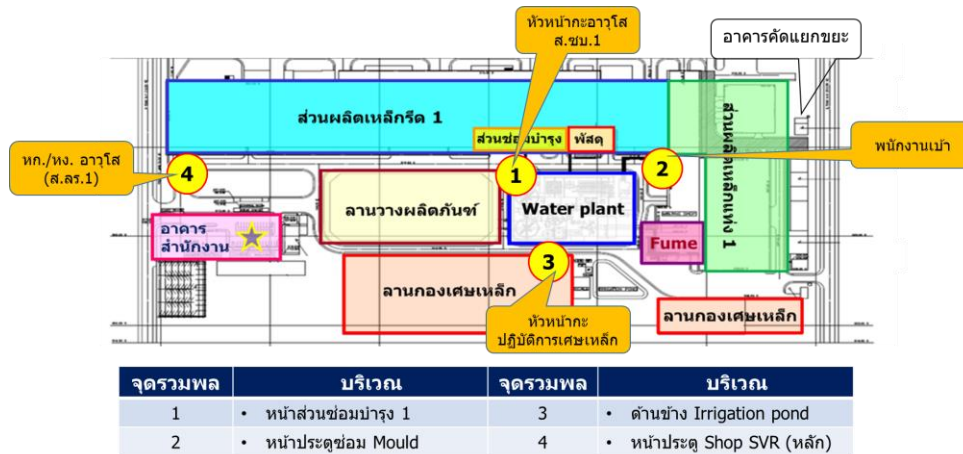 หัวหน้ากะอาวุโส
ส.ซบ.1
อาคารคัดแยกขยะ
ส่วนผลิตเหล็กรีด 1
ส่วนผลิตเหล็กแท่ง 1
ส่วนซ่อมบำรุง
พัสดุ
พนักงานเบ้า
หก./หง. อาวุโส
(ส.ลร.1)
4
1
2
ลานวางผลิตภันฑ์
Water plant
อาคาร
สำนักงาน
Fume
3
ลานกองเศษเหล็ก
ลานกองเศษเหล็ก
หัวหน้ากะ
ปฏิบัติการเศษเหล็ก
จุดรวมพล บริเวณ จุดรวมพล บริเวณ
1 • หน้าส่วนซ่อมบำรุง 1 3 • ด้านข้าง Irrigation pond
2 • หน้าประตูซ่อม Mould 4 • หน้าประตู Shop SVR (หลัก)